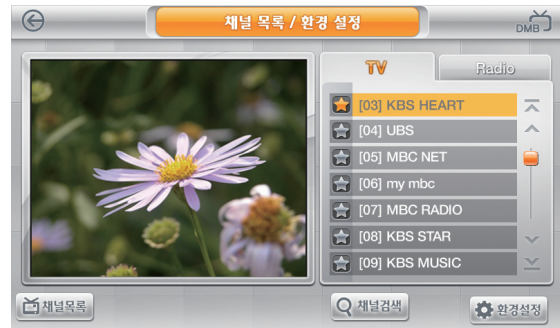 채널 목록 / 환경 설정
DMB
TV
Radio
[03] KBS HEART
[04] UBS
[05] MBC NET
[06] my mbc
[07] MBC RADIO
[08] KBS STAR
[09] KBS MUSIC
채널목록
채널검색
환경설정